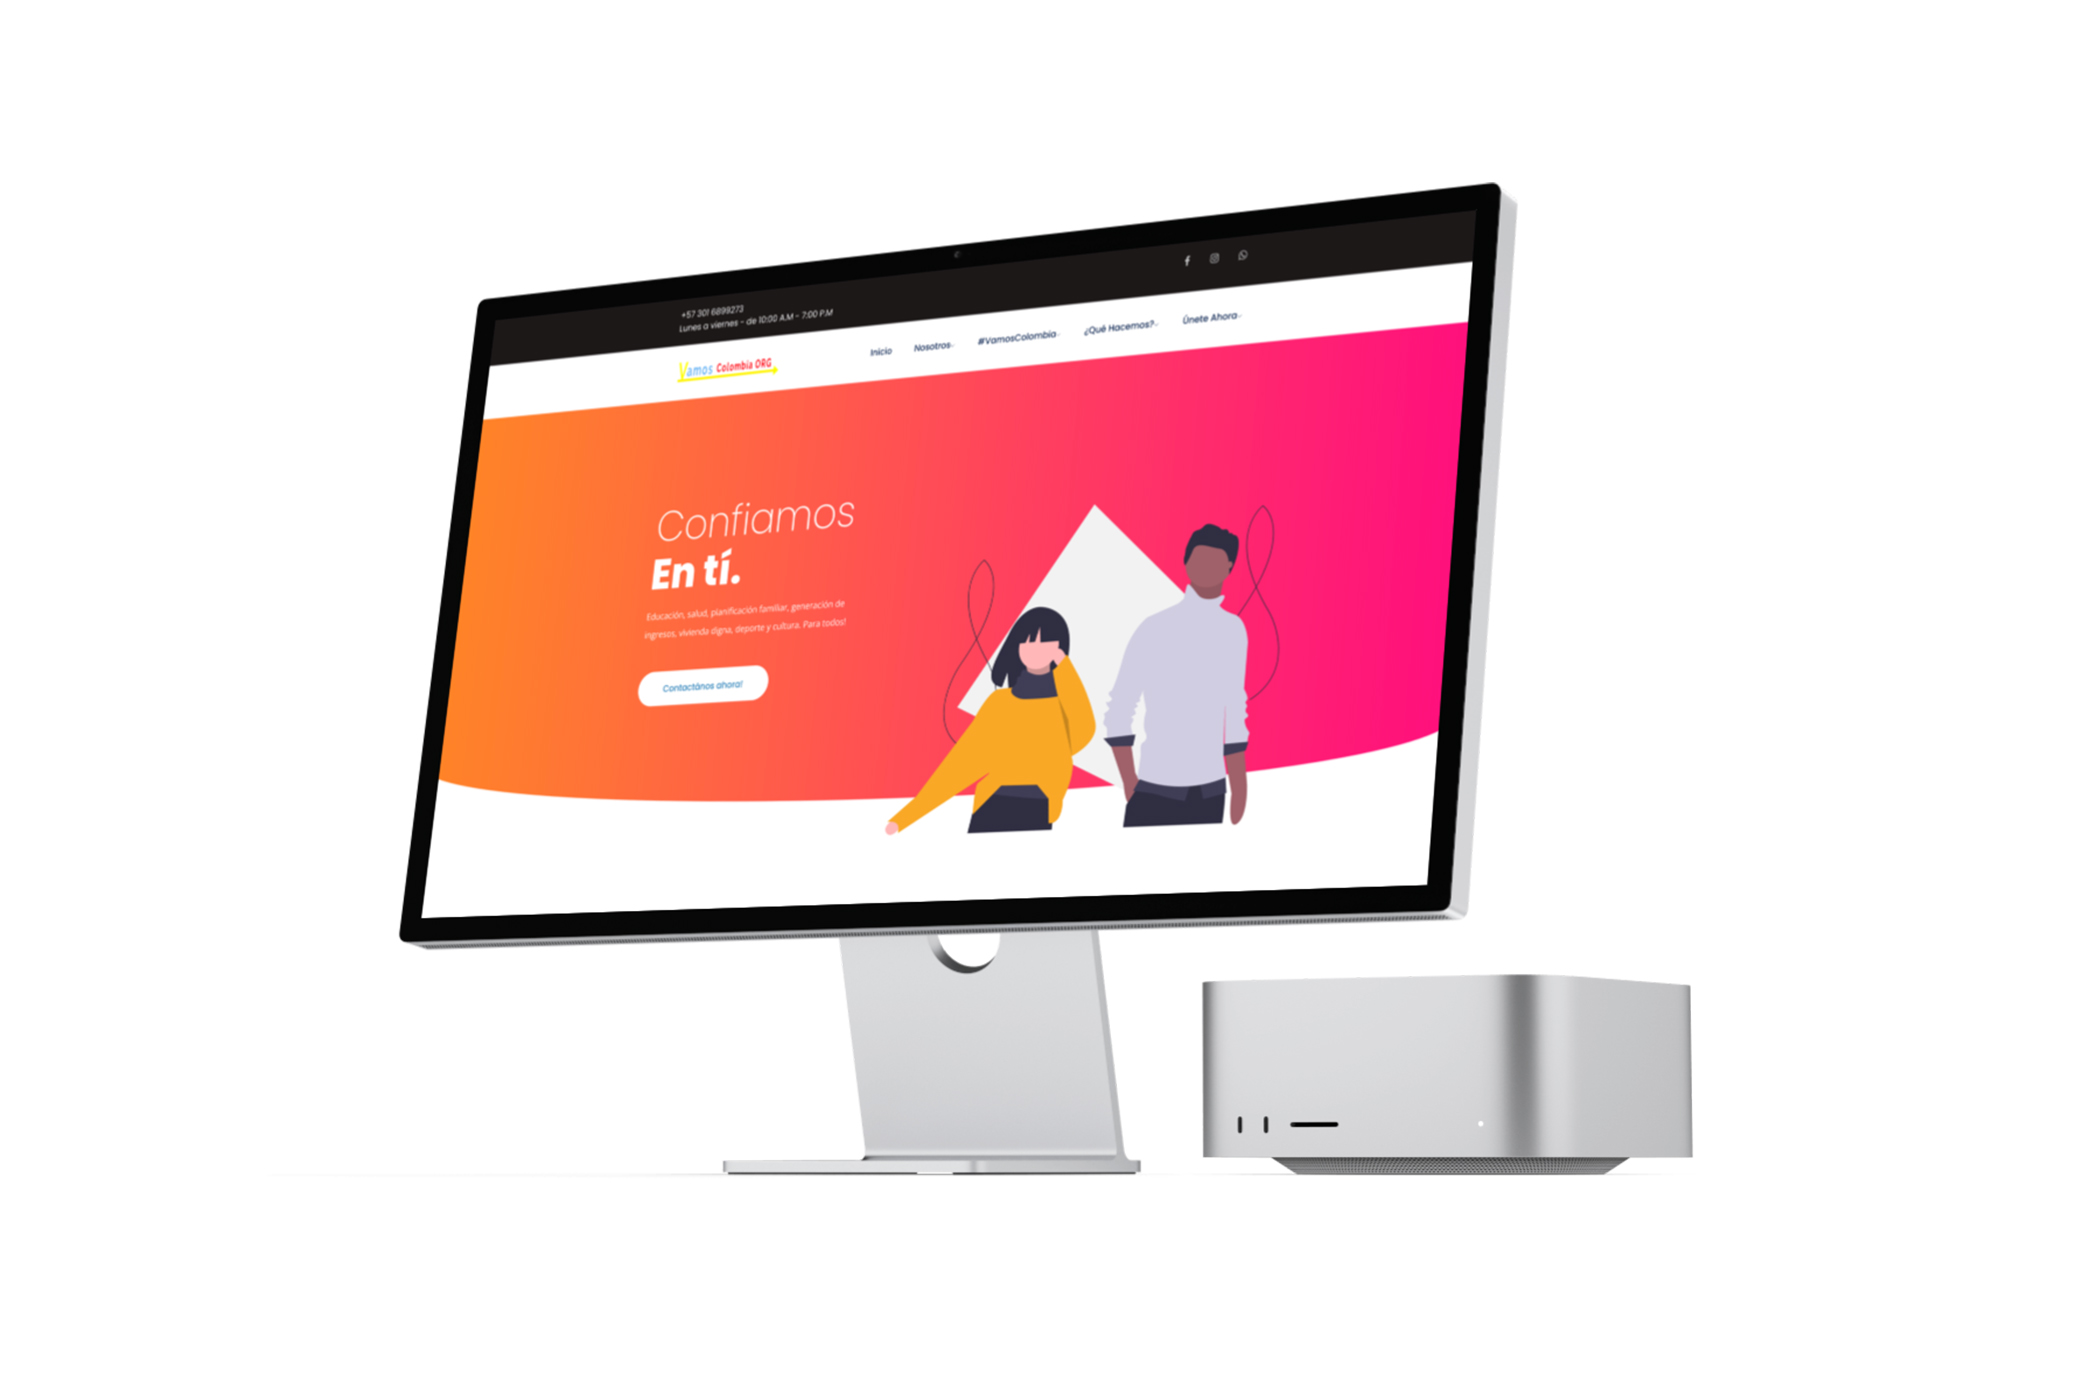 +57 301 6899273
Lunes a viernes - de 10:00 A.M - 7:00 P.M
Vamos Colombia ORG
Inicio Nosotros #VamosColombia ¿Qué Hacemos? Únete Ahora
Confiamos
En tí.
Educación, salud, planificación familiar, generación de
ingresos, vivienda digna, deporte y cultura. Para todos!
Contactános ahora!